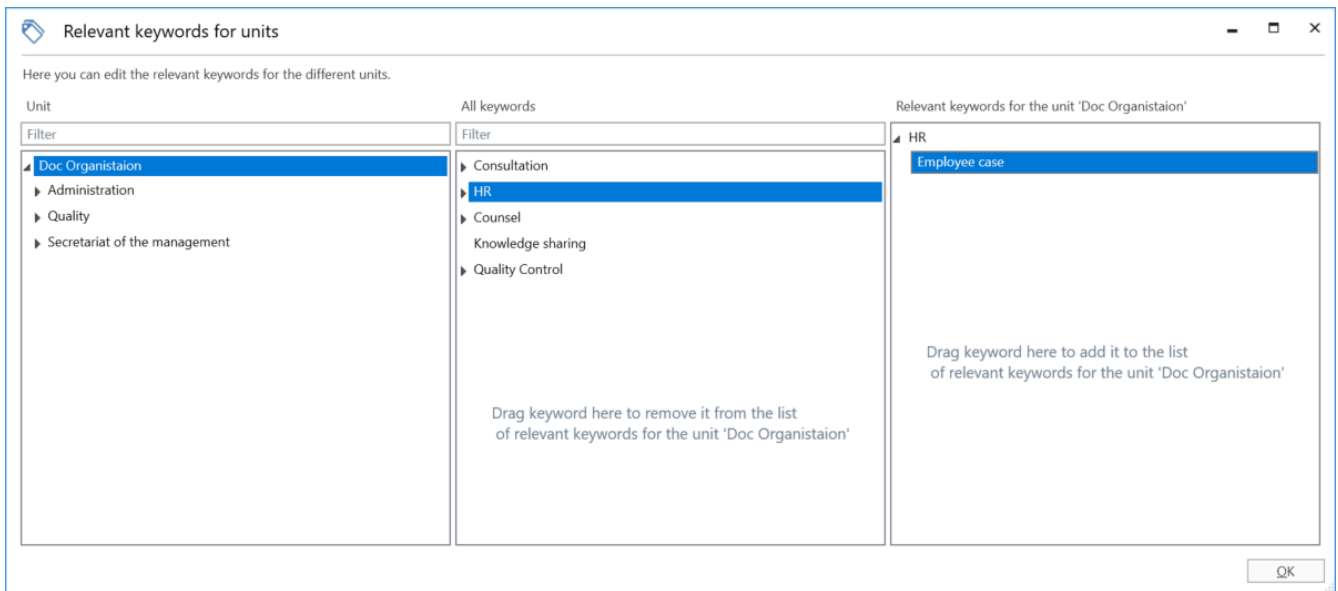 Relevant keywords for units
Here you can edit the relevant keywords for the different units.
Unit
Filter
Doc Organistaion
Administration
Quality
Secretariat of the management
All keywords
Filter
Consultation
HR
Counsel
Knowledge sharing
Quality Control
Drag keyword here to remove it from the list
of relevant keywords for the unit 'Doc Organistaion'
Relevant keywords for the unit 'Doc Organistaion'
HR
Employee case
Drag keyword here to add it to the list
of relevant keywords for the unit 'Doc Organistaion'
OK